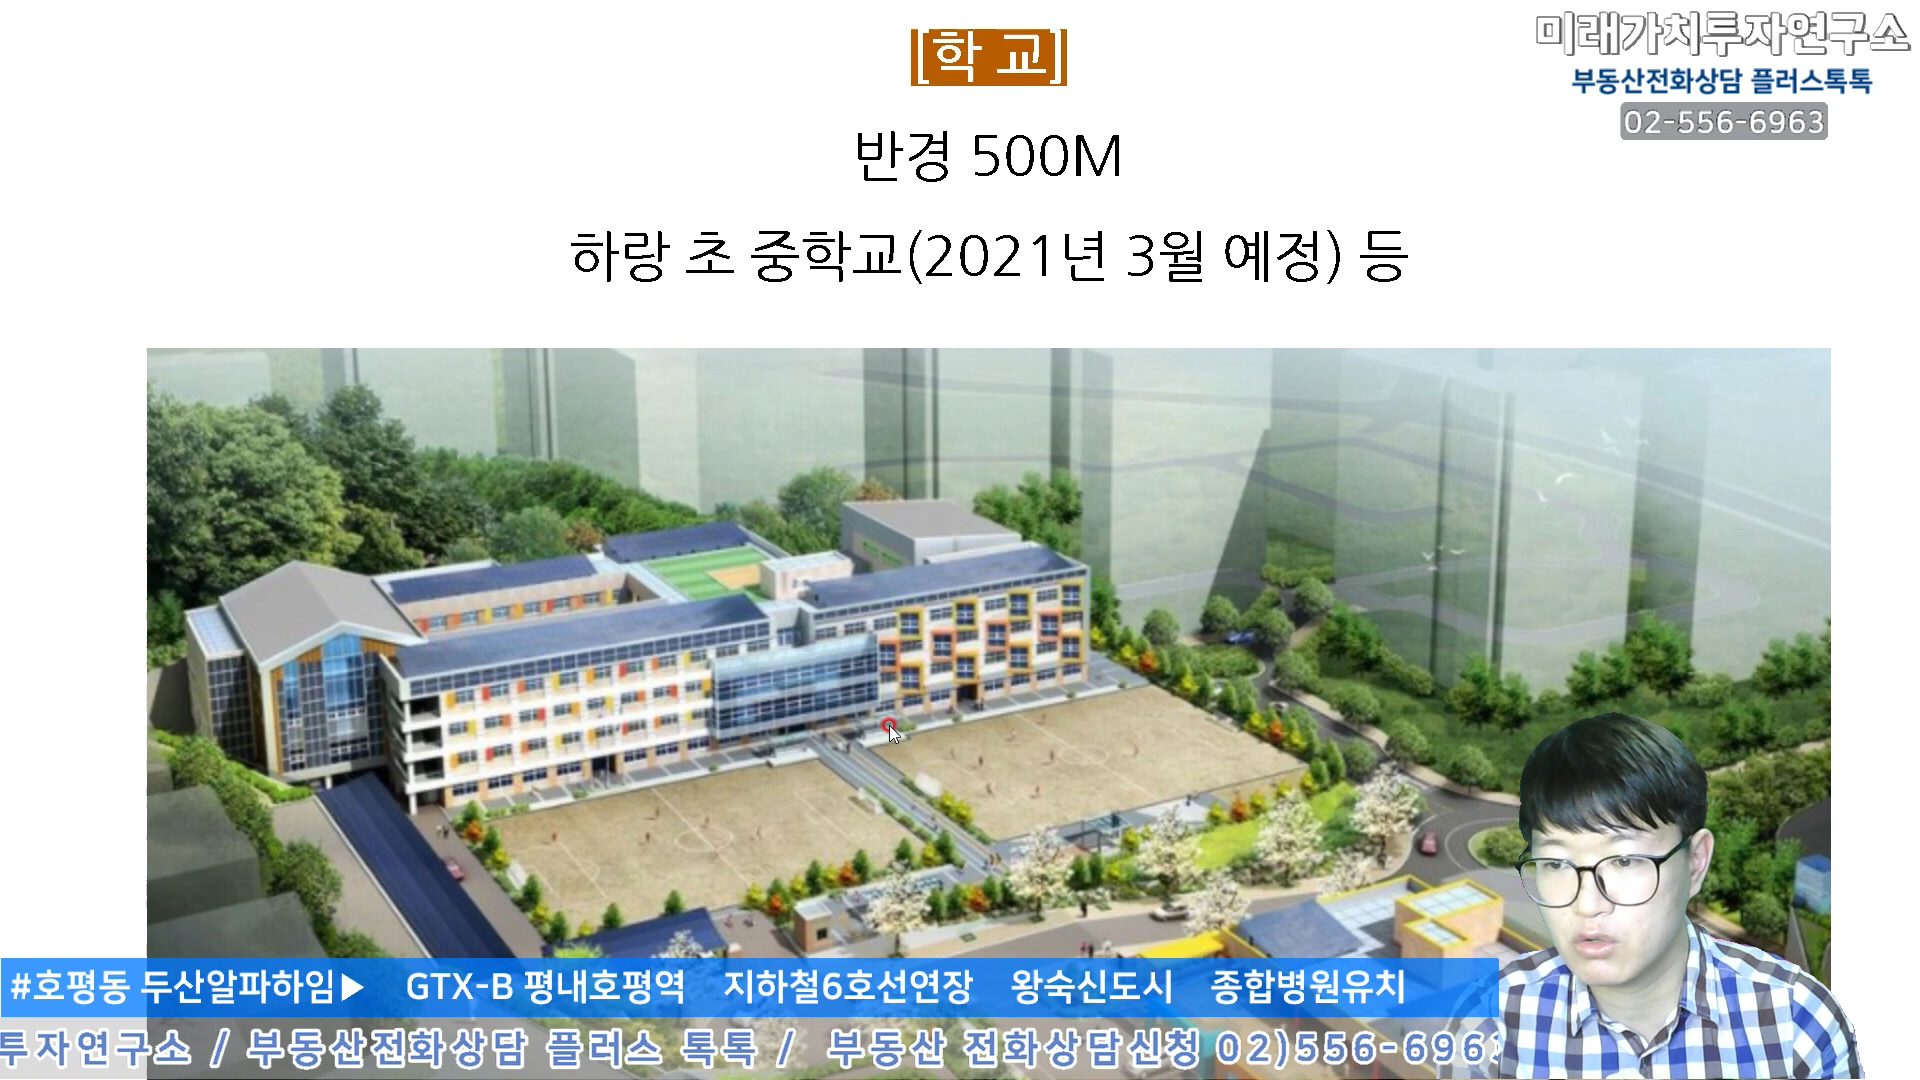 [학 교]
미래가치투자연구소
부동산전화상담 플러스톡톡
02-556-6963
반경 500M
하랑 초 중학교(2021년 3월 예정) 등
#호평동 두산알파하임▶ GTX-B 평내호평역 지하철6호선연장 왕숙신도시 종합병원유치
투자연구소 / 부동산전화상담 플러스 톡톡 / 부동산 전화상담신청 02)556-696